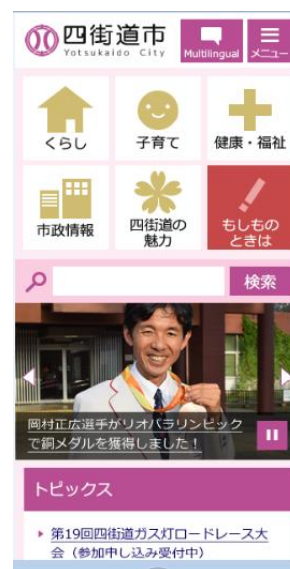 四街道市
Yotsukaido City
Multilingual
メニュー
くらし
子育て
健康・福祉
市政情報
四街道の
魅力
もしもの
ときは
検索
岡村正広選手がリオパラリンピック
で銅メダルを獲得しました！
トピックス
第19回四街道ガス灯ロードレース大
会（参加申し込み受付中）